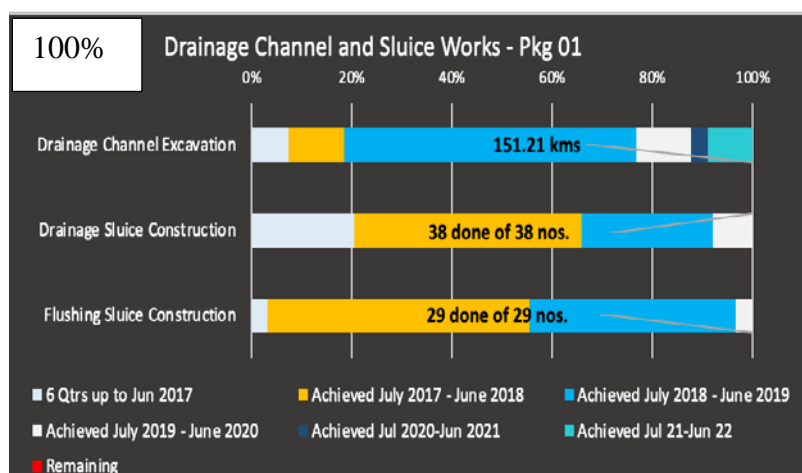 100%
Drainage Channel and Sluice Works - Pkg 01
0% 20% 40% 60% 80% 100%
Drainage Channel Excavation
151.21 kms
Drainage Sluice Construction
38 done of 38 nos.
Flushing Sluice Construction
29 done of 29 nos.
6 Qtrs up to Jun 2017
Achieved July 2017 - June 2018
Achieved July 2018 - June 2019
Achieved July 2019 - June 2020
Achieved Jul 2020-Jun 2021
Achieved Jul 21-Jun 22
Remaining